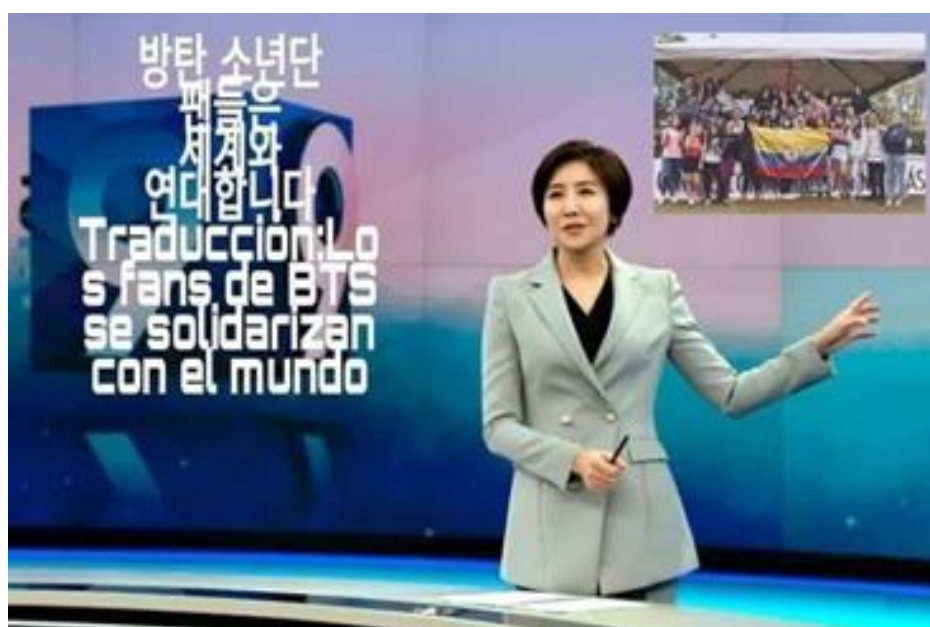 방탄 소년단
팬들은
세계와
연대합니다
Traducción:Lo
s fans de BTS
se solidarizan
con el mundo